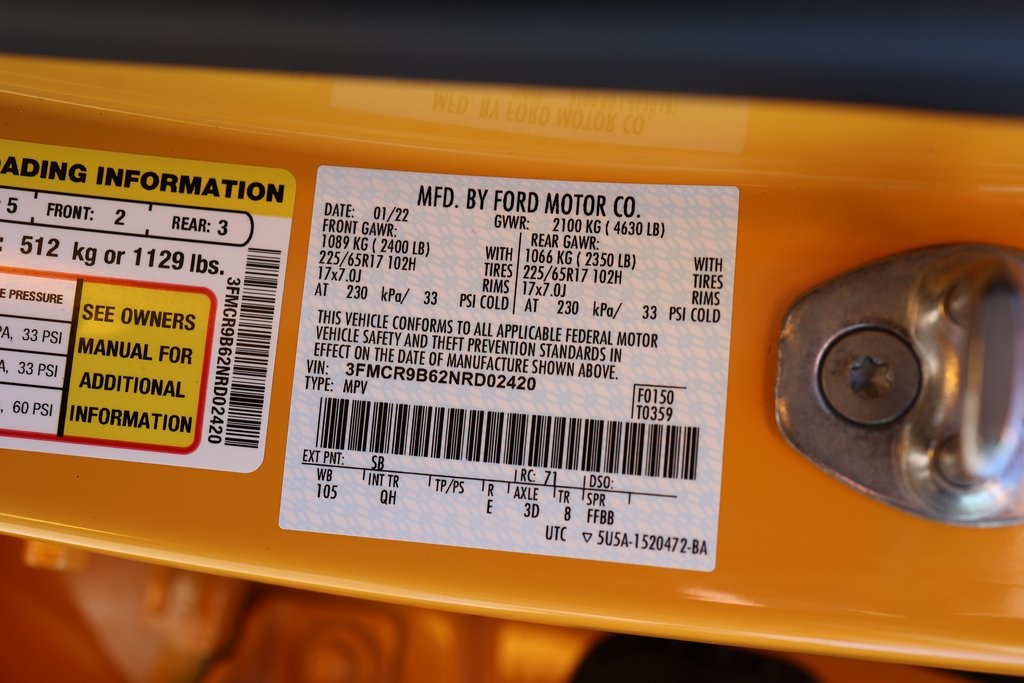 ADING INFORMATION
5 FRONT: 2 REAR: 3
: 512 kg or 1129 lbs.
E PRESSURE
PA, 33 PSI
A, 33 PSI
, 60 PSI
SEE OWNERS
MANUAL FOR
ADDITIONAL
INFORMATION
3FMCR9B62NRD02420
MFD. BY FORD MOTOR CO.
DATE: 01/22 GVWR: 2100 KG ( 4630 LB)
FRONT GAWR: REAR GAWR:
1089 KG ( 2400 LB) WITH 1066 KG ( 2350 LB) WITH
225/65R17 102H TIRES 225/65R17 102H TIRES
17x7.0J RIMS 17x7.0J RIMS
AT 230 kPa/ 33 PSI COLD AT 230 kPa/ 33 PSI COLD
THIS VEHICLE CONFORMS TO ALL APPLICABLE FEDERAL MOTOR
VEHICLE SAFETY AND THEFT PREVENTION STANDARDS IN
EFFECT ON THE DATE OF MANUFACTURE SHOWN ABOVE.
VIN: 3FMCR9B62NRD02420
TYPE: MPV
F0150
T0359
EXT PNT: SB RC: 71 DSO:
WB INT TR TP/PS R AXLE TR SPR
105 QH E 3D 8 FFBB
UTC ▽ 5U5A-1520472-BA